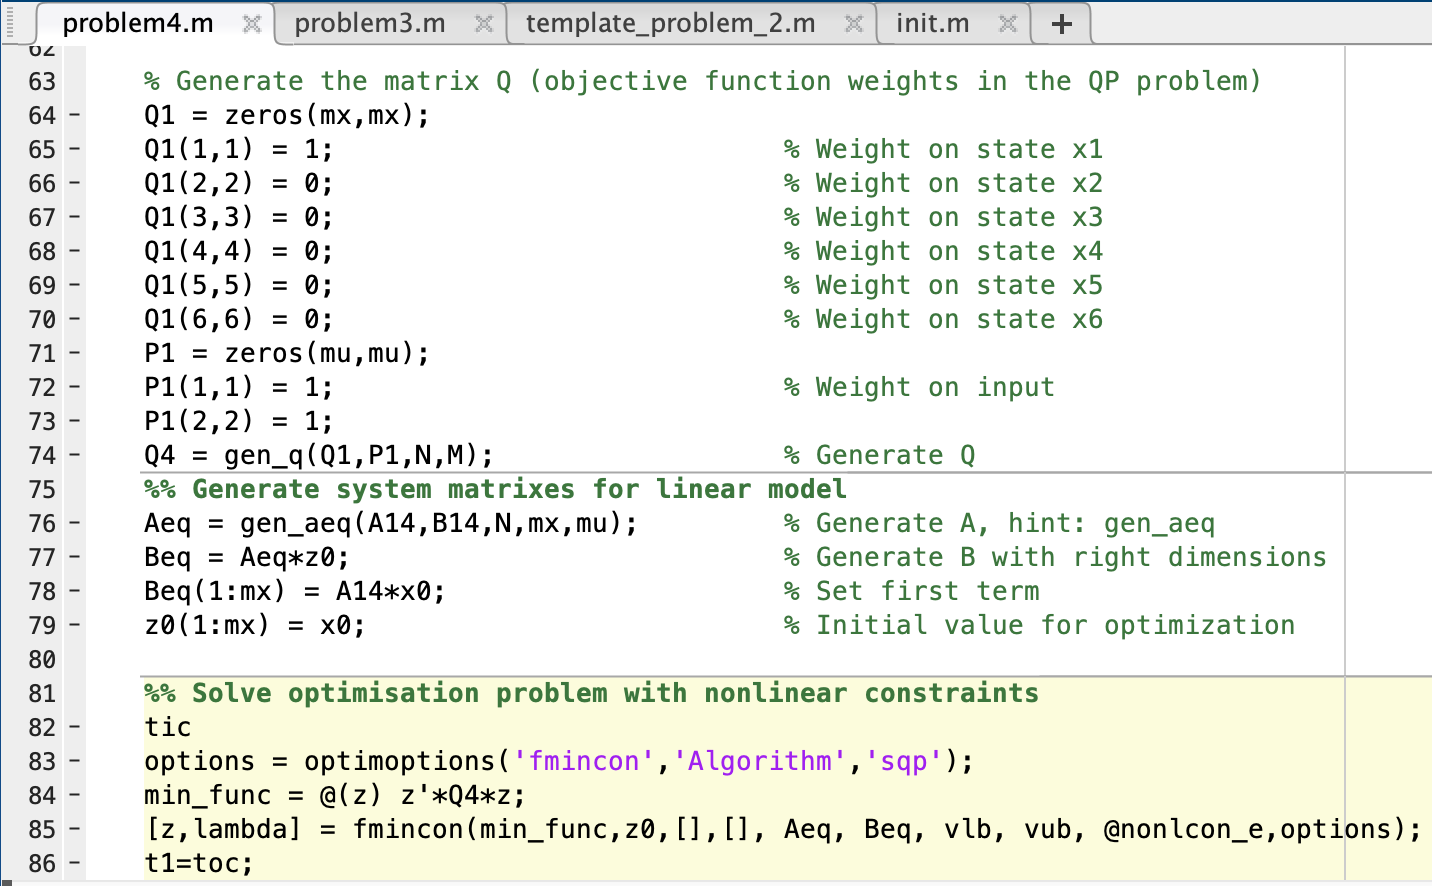 problem4.m problem3.m template_problem_2.m init.m +
62
63 % Generate the matrix Q (objective function weights in the QP problem)
64 - Q1 = zeros(mx,mx);
65 - Q1(1,1) = 1; % Weight on state x1
66 - Q1(2,2) = 0; % Weight on state x2
67 - Q1(3,3) = 0; % Weight on state x3
68 - Q1(4,4) = 0; % Weight on state x4
69 - Q1(5,5) = 0; % Weight on state x5
70 - Q1(6,6) = 0; % Weight on state x6
71 - P1 = zeros(mu,mu);
72 - P1(1,1) = 1; % Weight on input
73 - P1(2,2) = 1;
74 - Q4 = gen_q(Q1,P1,N,M); % Generate Q
75 %% Generate system matrixes for linear model
76 - Aeq = gen_aeq(A14,B14,N,mx,mu); % Generate A, hint: gen_aeq
77 - Beq = Aeq*z0; % Generate B with right dimensions
78 - Beq(1:mx) = A14*x0; % Set first term
79 - z0(1:mx) = x0; % Initial value for optimization
80
81 %% Solve optimisation problem with nonlinear constraints
82 - tic
83 - options = optimoptions('fmincon','Algorithm','sqp');
84 - min_func = @(z) z'*Q4*z;
85 - [z,lambda] = fmincon(min_func,z0,[],[], Aeq, Beq, vlb, vub, @nonlcon_e,options);
86 - t1=toc;